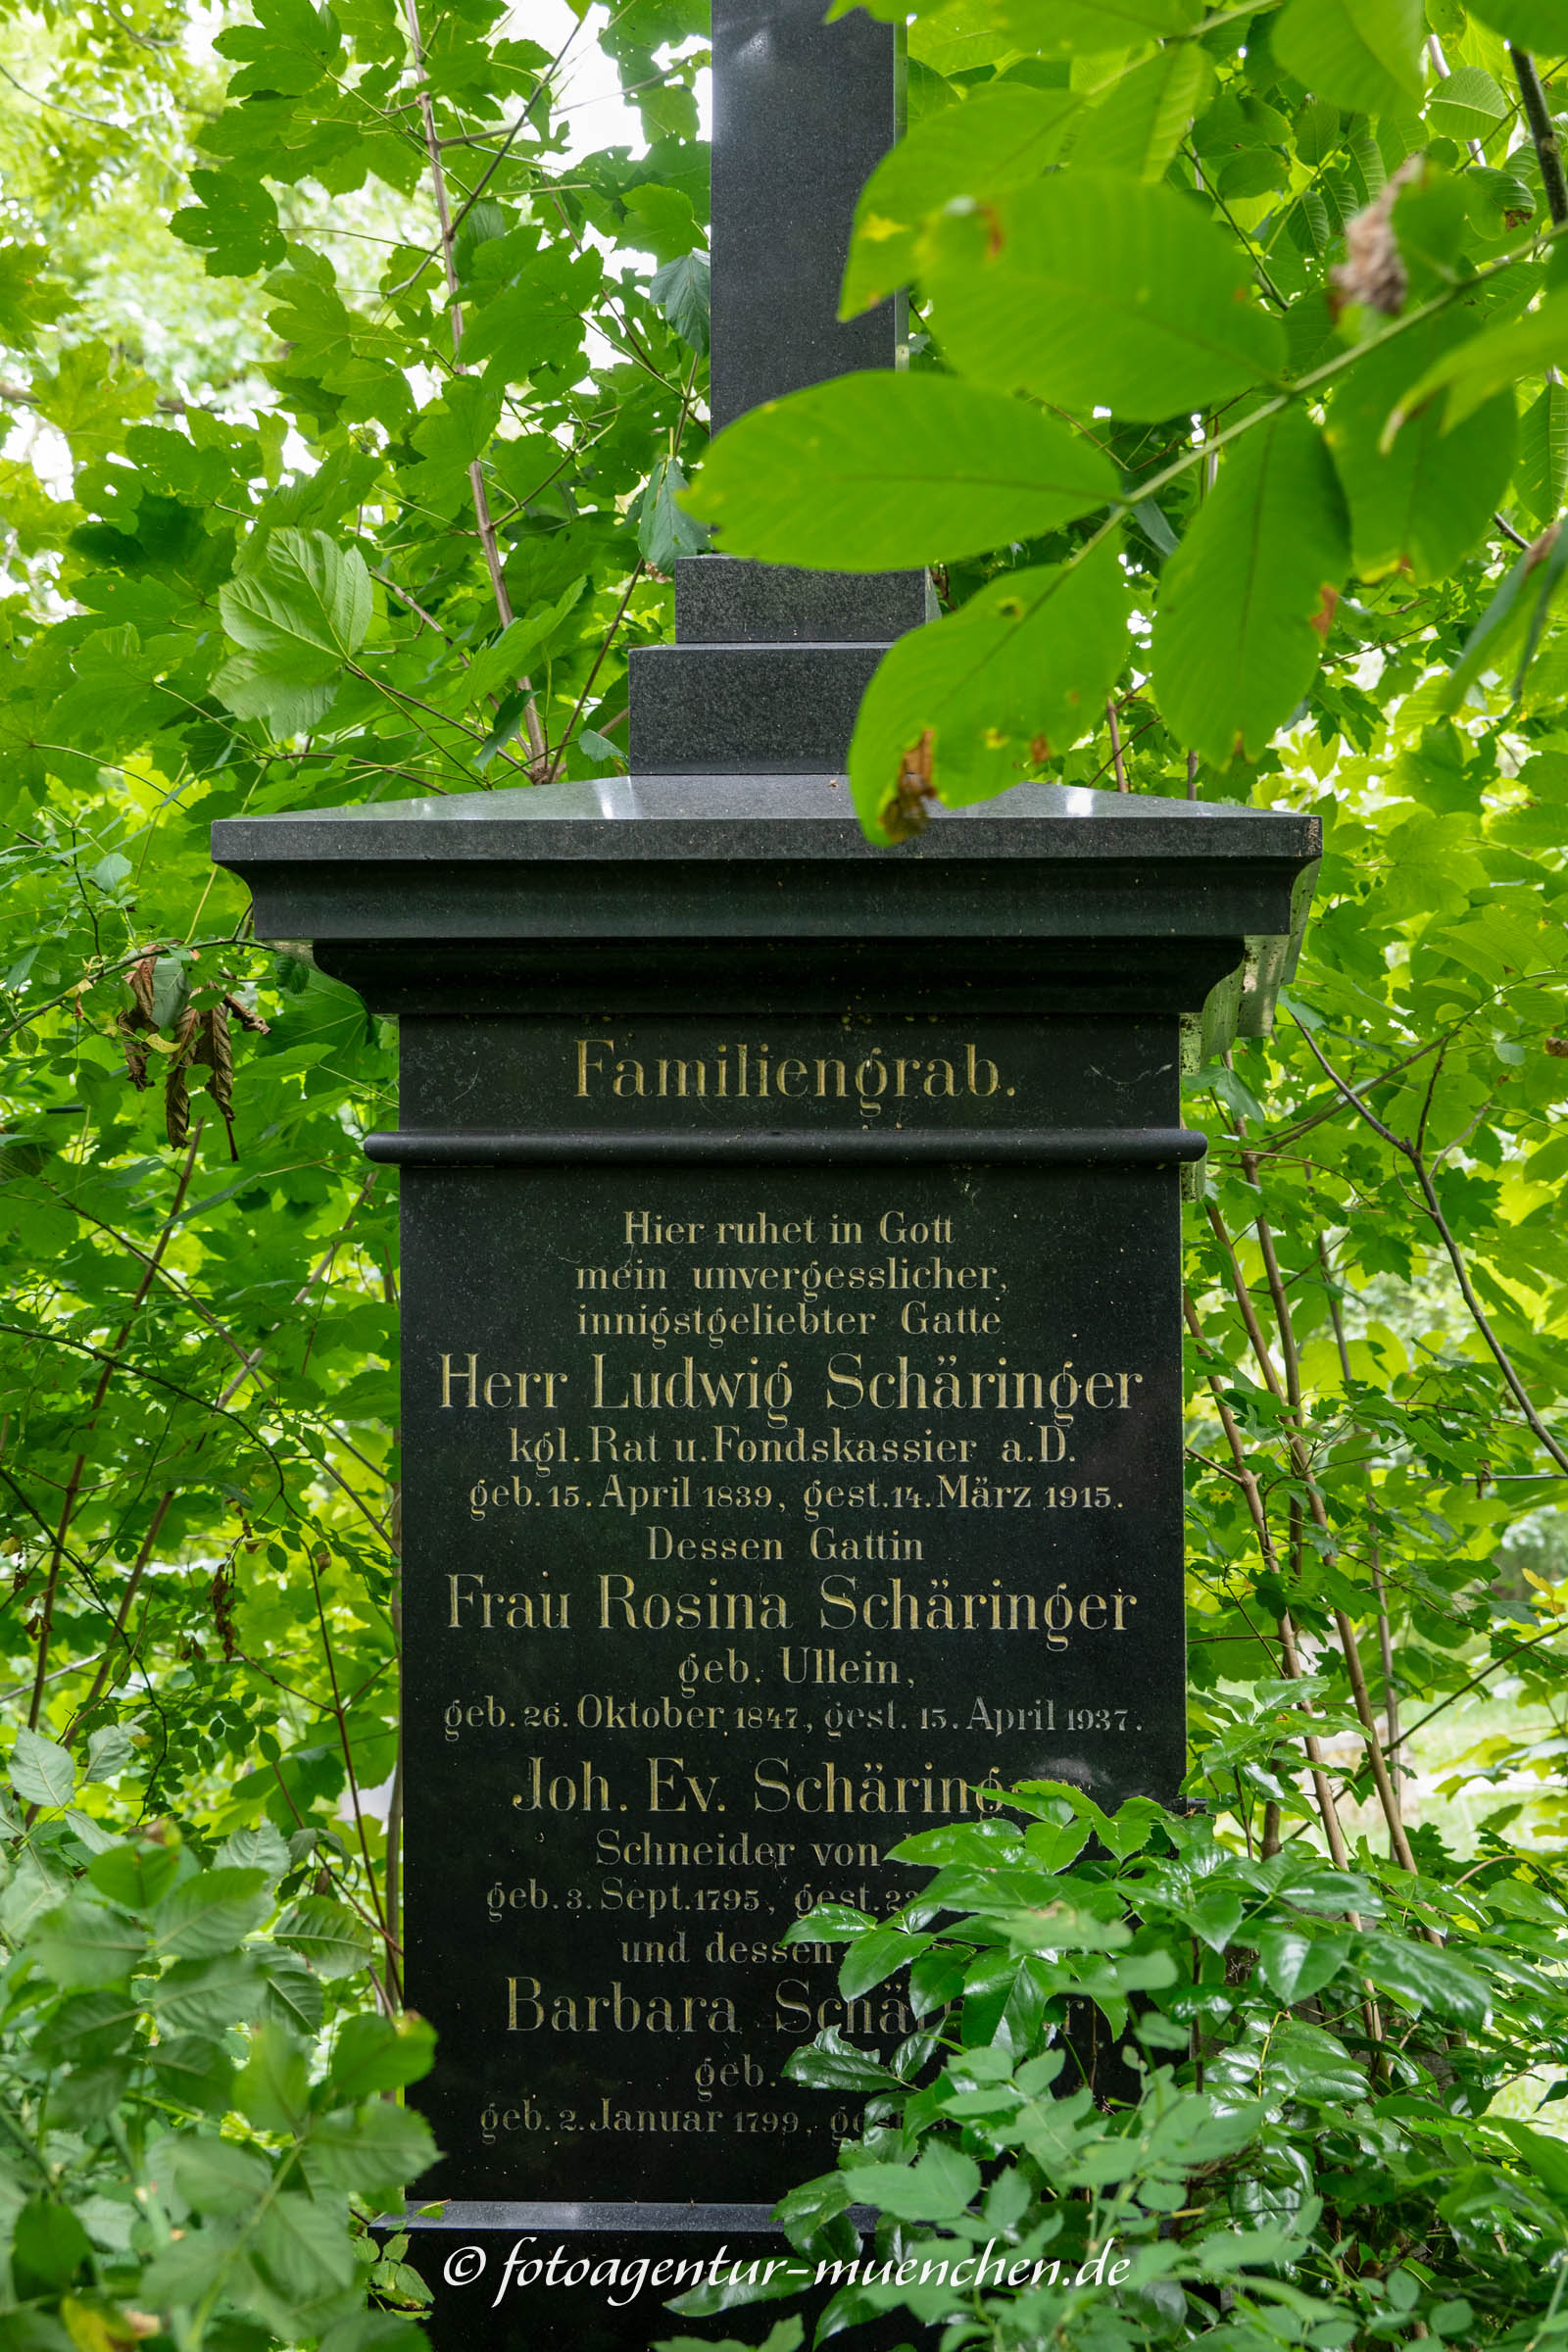 Familiengrab.
Hier ruhet in Gott
mein unvergesslicher,
innigstgeliebter Gatte
Herr Ludwig Schäringer
kgl. Rat u. Fondskassier a.D.
geb. 15. April 1839, gest. 14. März 1915.
Dessen Gattin
Frau Rosina Schäringer
geb. Ullein,
geb. 26. Oktober 1847, gest. 15. April 1937.
Joh. Ev.
Schneider von
geb. 3. Sept. 1795, gest.
und dessen
Barbara
geb.
geb. 2. Januar 1799,
© fotoagentur-muenchen.de